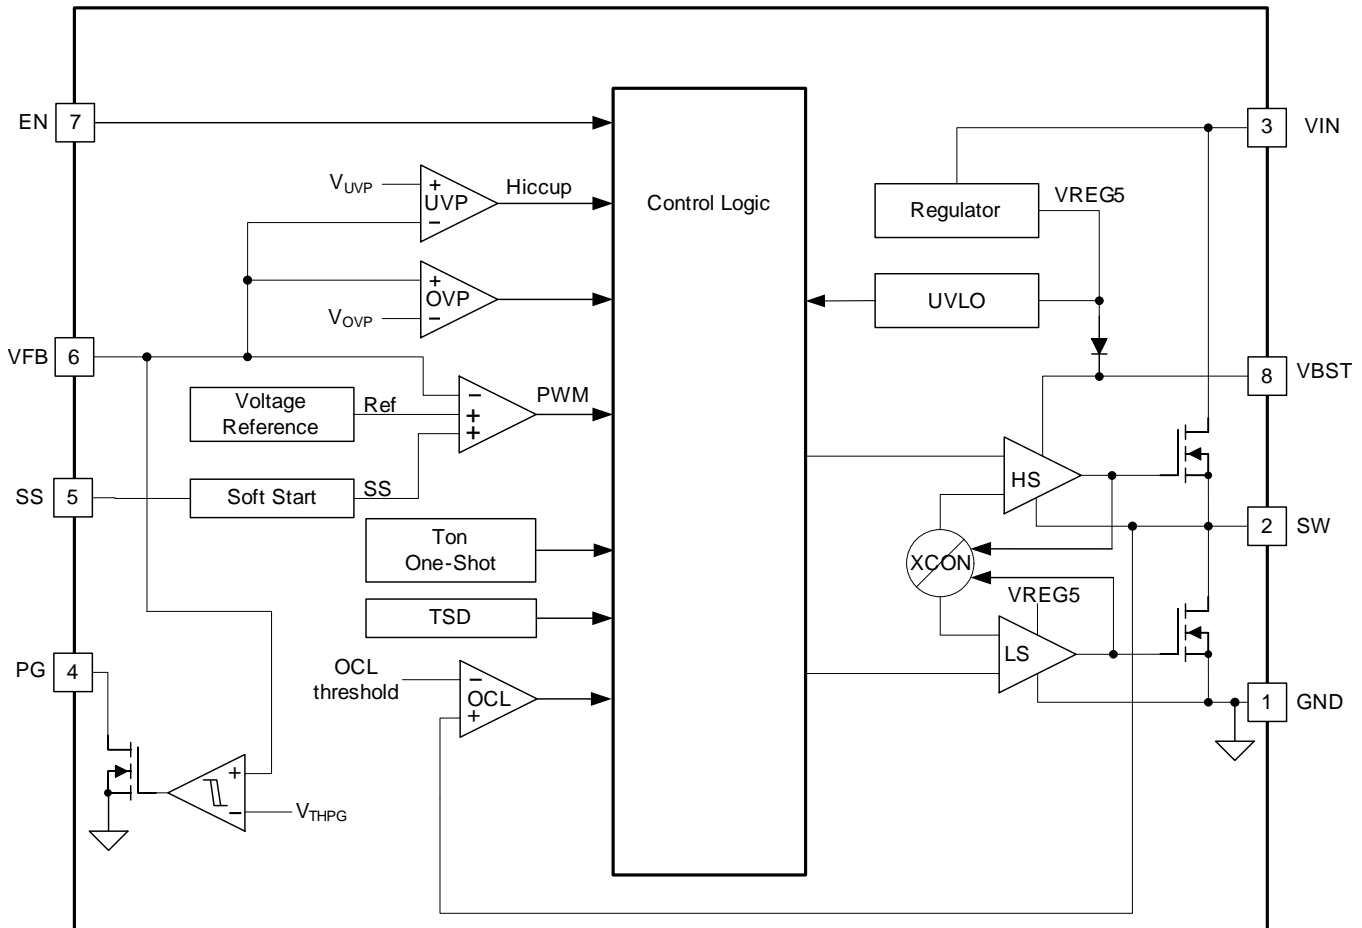 EN 7
3 VIN
VUVP
+
UVP
−
Hiccup
Control Logic
Regulator
VREG5
+
OVP
−
VOVP
UVLO
VFB 6
8 VBST
Voltage
Reference
Ref
−
+
+
PWM
SS 5
Soft Start
SS
HS
2 SW
Ton
One-Shot
XCON
TSD
VREG5
LS
PG 4
OCL
threshold
−
OCL
+
1 GND
+
−
VTHPG